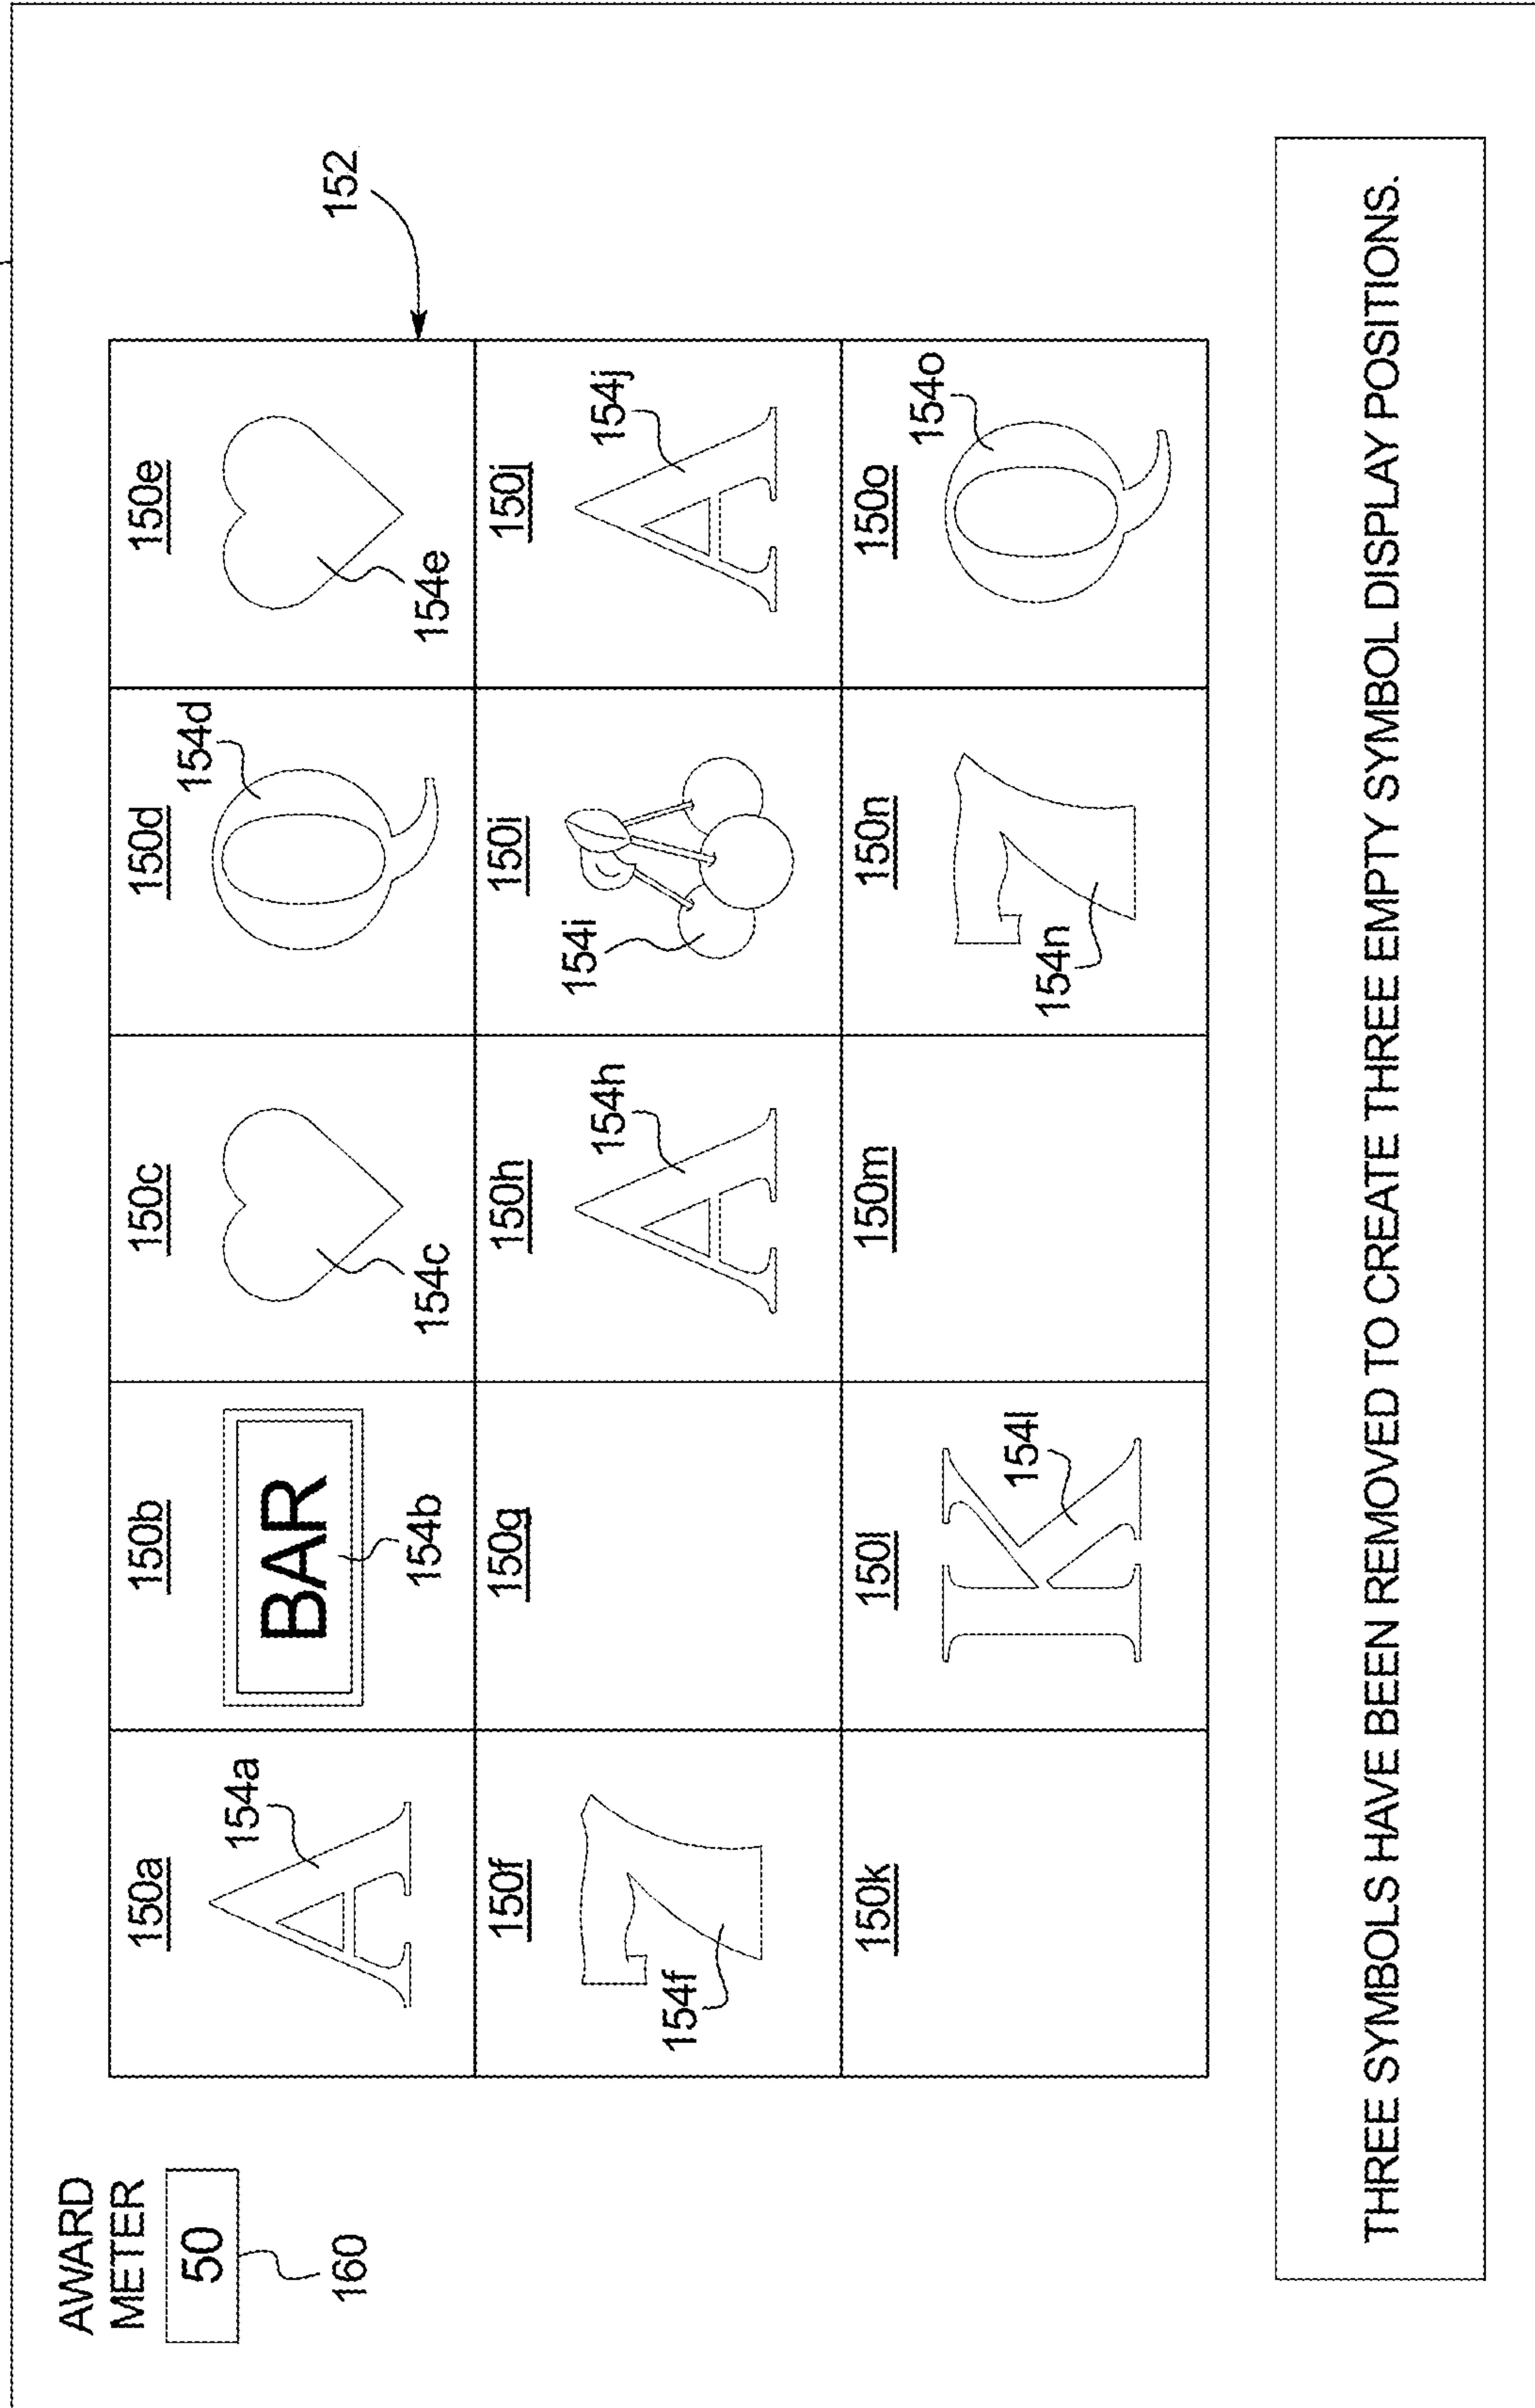 AWARD
METER
50
160
152
150a
154a
150b
BAR
154b
150c
154c
150d
154d
150e
154e
150f
154f
150g
150h
154h
150i
154i
150j
154j
150k
150l
154l
150m
150n
154n
150o
154o
THREE SYMBOLS HAVE BEEN REMOVED TO CREATE THREE EMPTY SYMBOL DISPLAY POSITIONS.
A
Q
7
A
A
K
7
Q